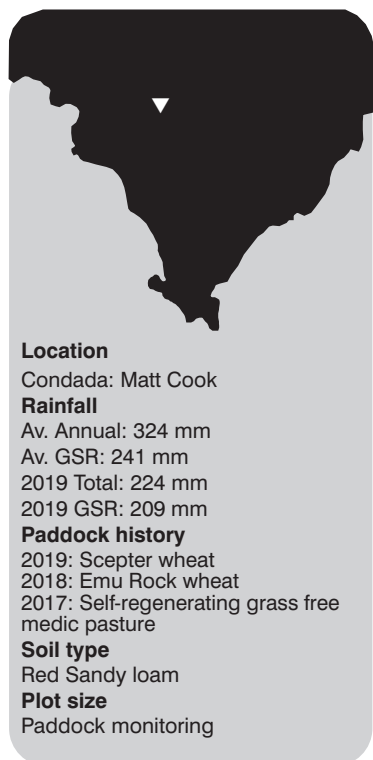 Location
Condada: Matt Cook
Rainfall
Av. Annual: 324 mm
Av. GSR: 241 mm
2019 Total: 224 mm
2019 GSR: 209 mm
Paddock history
2019: Scepter wheat
2018: Emu Rock wheat
2017: Self-regenerating grass free
medic pasture
Soil type
Red Sandy loam
Plot size
Paddock monitoring